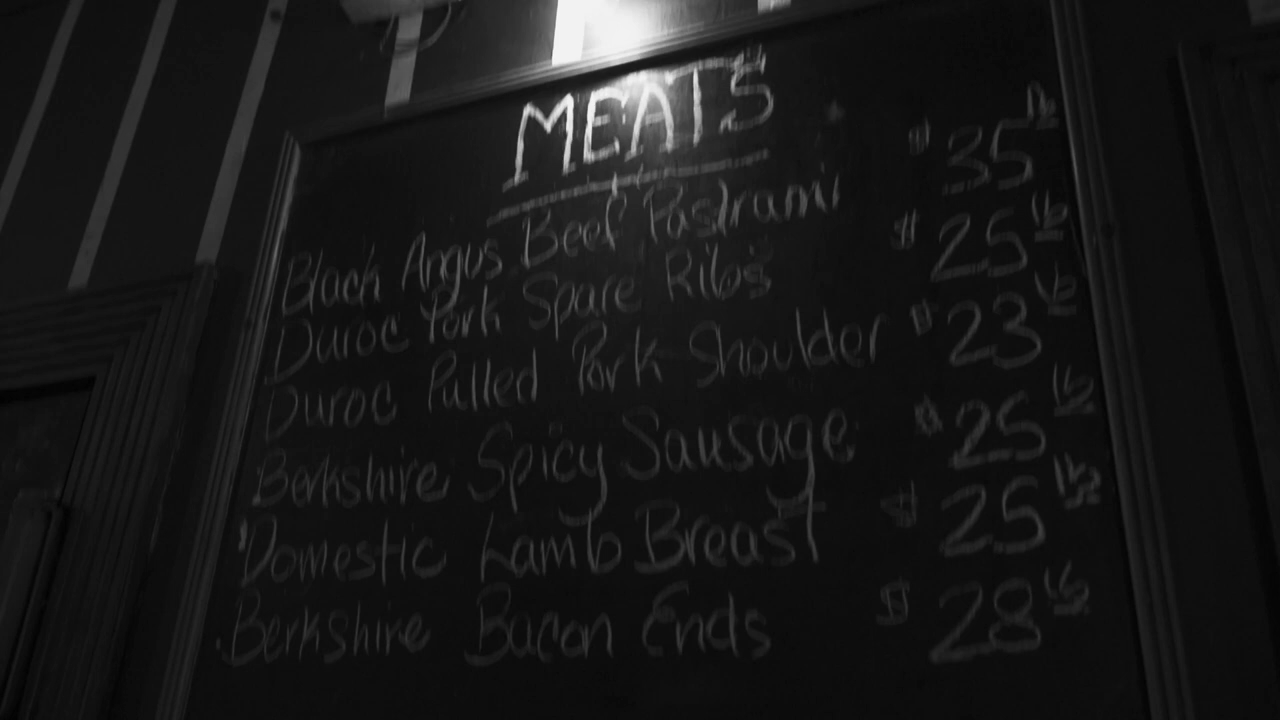 MEATS
Black Angus Beef Pastrami $35 lb
Duroc Pork Spare Ribs $25 lb
Duroc Pulled Pork Shoulder $23 lb
Berkshire Spicy Sausage $25 lb
Domestic Lamb Breast $25 lb
Berkshire Bacon Ends $28 lb